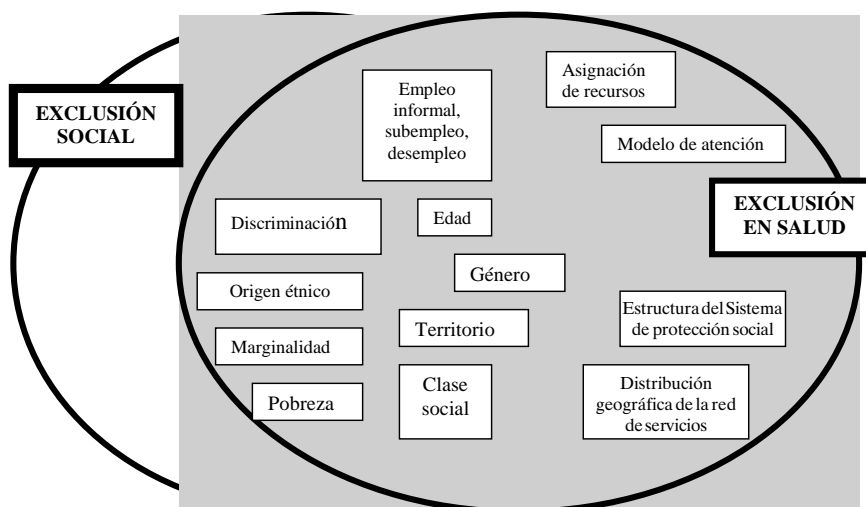 EXCLUSIÓN
SOCIAL
Empleo
informal,
subempleo,
desempleo
Asignación
de recursos
Modelo de atención
EXCLUSIÓN
EN SALUD
Discriminación
Edad
Género
Origen étnico
Territorio
Estructura del Sistema
de protección social
Marginalidad
Pobreza
Clase
social
Distribución
geográfica de la red
de servicios